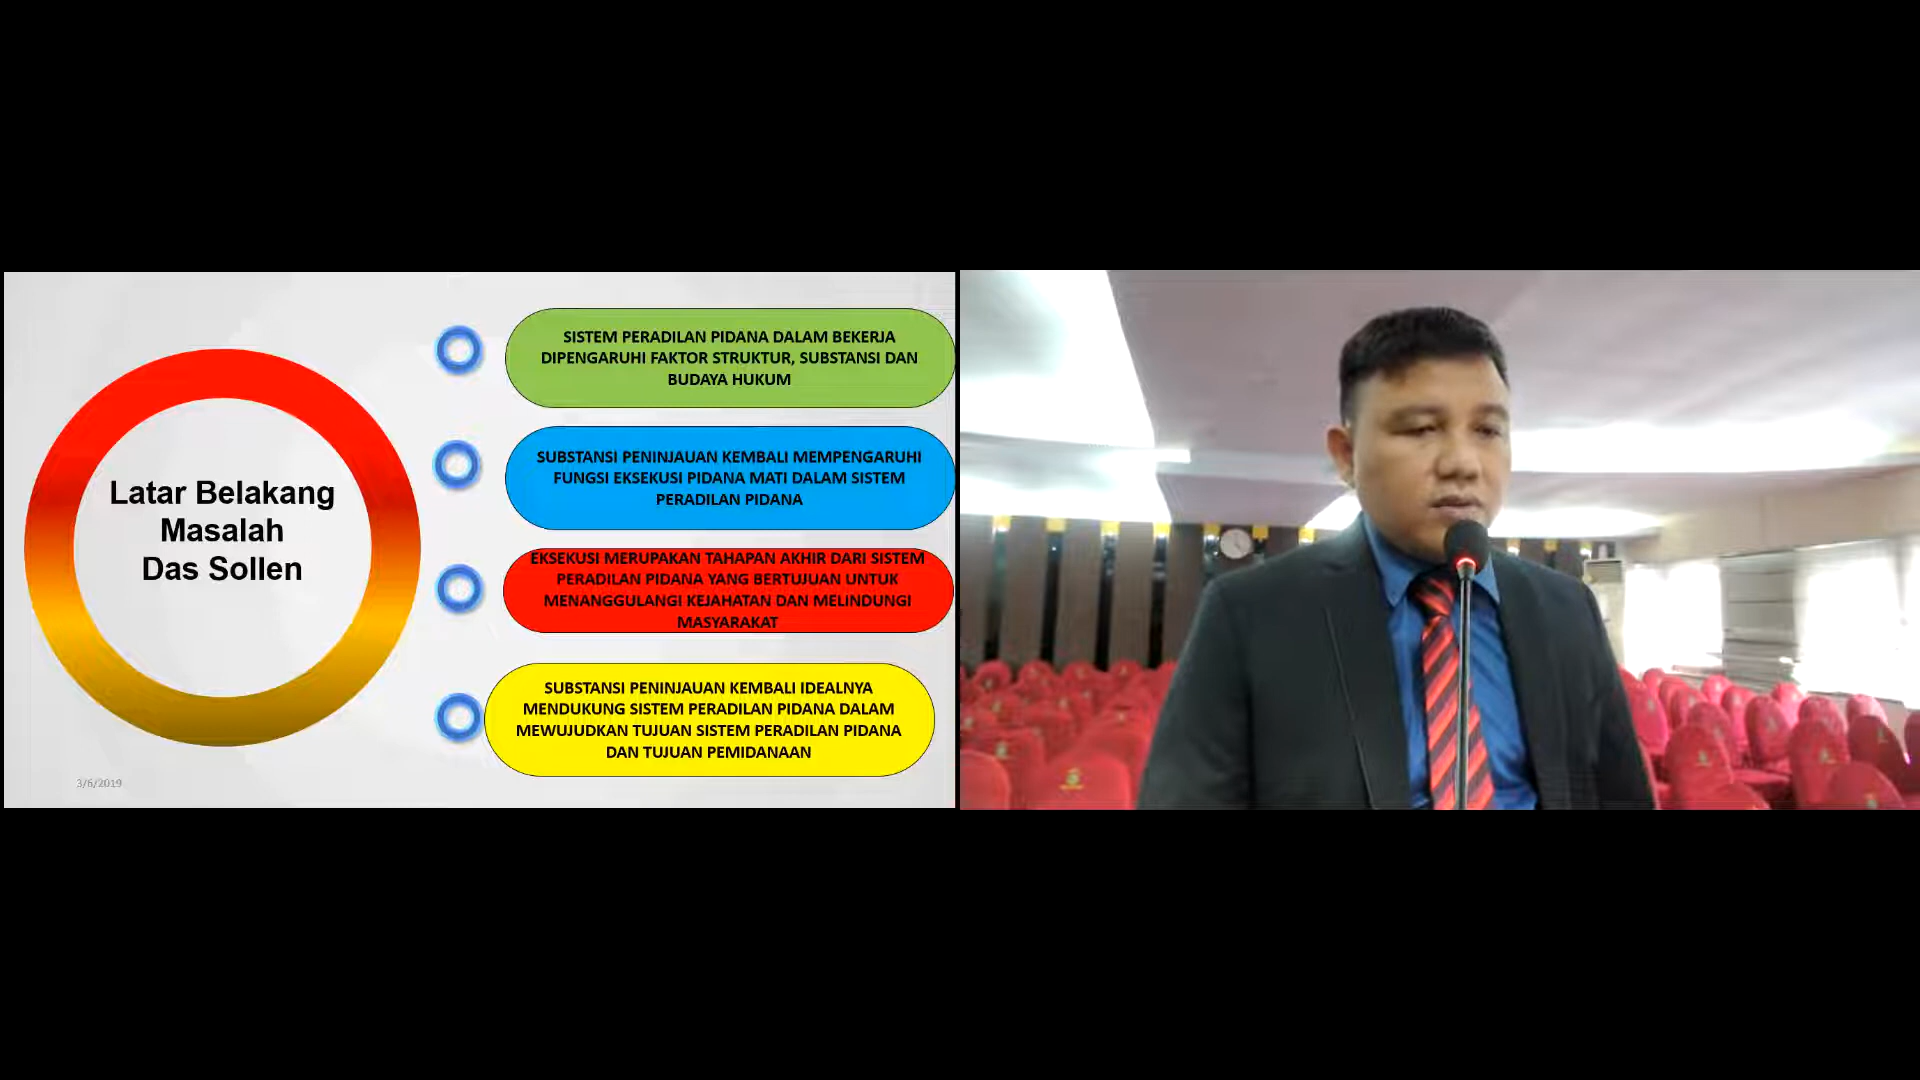 Latar Belakang
Masalah
Das Sollen
SISTEM PERADILAN PIDANA DALAM BEKERJA
DIPENGARUHI FAKTOR STRUKTUR, SUBSTANSI DAN
BUDAYA HUKUM
SUBSTANSI PENINJAUAN KEMBALI MEMPENGARUHI
FUNGSI EKSEKUSI PIDANA MATI DALAM SISTEM
PERADILAN PIDANA
EKSEKUSI MERUPAKAN TAHAPAN AKHIR DARI SISTEM
PERADILAN PIDANA YANG BERTUJUAN UNTUK
MENANGGULANGI KEJAHATAN DAN MELINDUNGI
MASYARAKAT
SUBSTANSI PENINJAUAN KEMBALI IDEALNYA
MENDUKUNG SISTEM PERADILAN PIDANA DALAM
MEWUJUDKAN TUJUAN SISTEM PERADILAN PIDANA
DAN TUJUAN PEMIDANAAN
3/6/2019